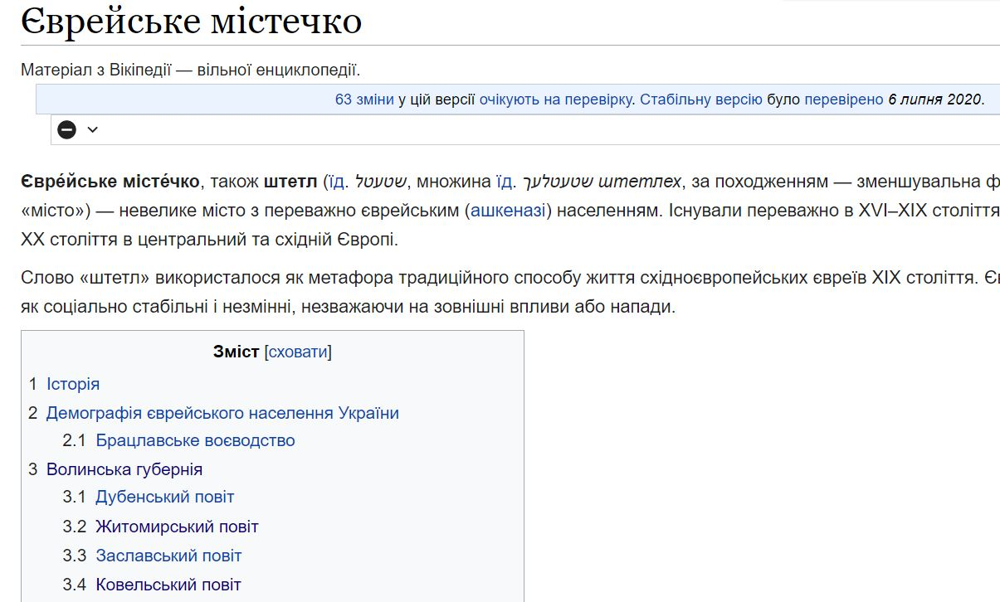 Єврейське містечко
Матеріал з Вікіпедії — вільної енциклопедії.
63 зміни у цій версії очікують на перевірку. Стабільну версію було перевірено 6 липня 2020.
Євре́йське місте́чко, також штетл (їд. שטעטל, множина їд. שטעטלעך штетлех, за походженням — зменшувальна ф
«місто») — невелике місто з переважно єврейським (ашкеназі) населенням. Існували переважно в XVI–XIX століття
XX століття в центральний та східній Європі.
Слово «штетл» використалося як метафора традиційного способу життя східноєвропейських євреїв XIX століття. Єв
як соціально стабільні і незмінні, незважаючи на зовнішні впливи або напади.
Зміст [сховати]
1 Історія
2 Демографія єврейського населення України
2.1 Брацлавське воєводство
3 Волинська губернія
3.1 Дубенський повіт
3.2 Житомирський повіт
3.3 Заславський повіт
3.4 Ковельський повіт